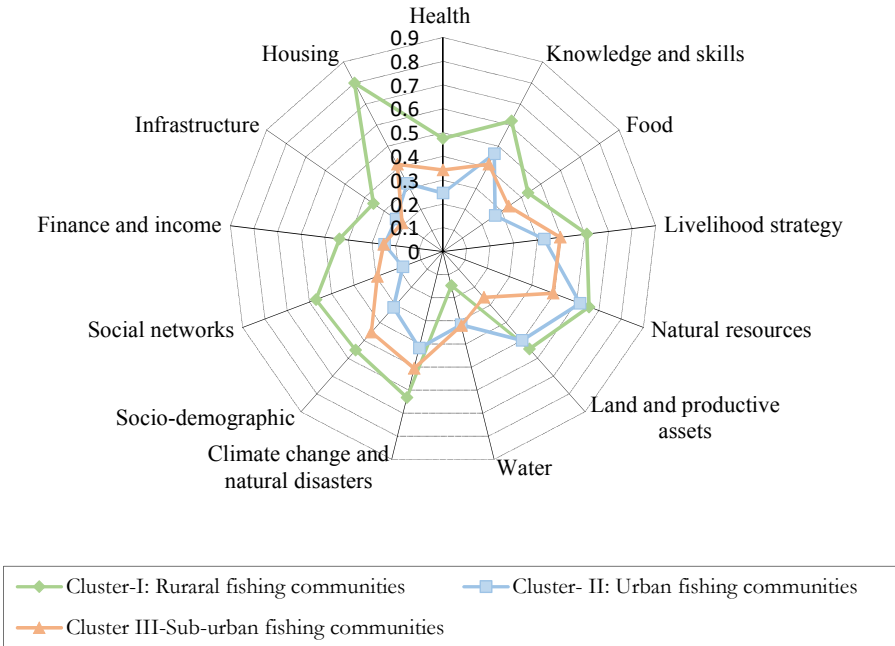 Health
0.9
0.8
0.7
0.6
0.5
0.4
0.3
0.2
0.1
0
Knowledge and skills
Food
Livelihood strategy
Natural resources
Land and productive
assets
Water
Climate change and
natural disasters
Socio-demographic
Social networks
Finance and income
Infrastructure
Housing
Cluster-I: Ruraral fishing communities
Cluster- II: Urban fishing communities
Cluster III-Sub-urban fishing communities